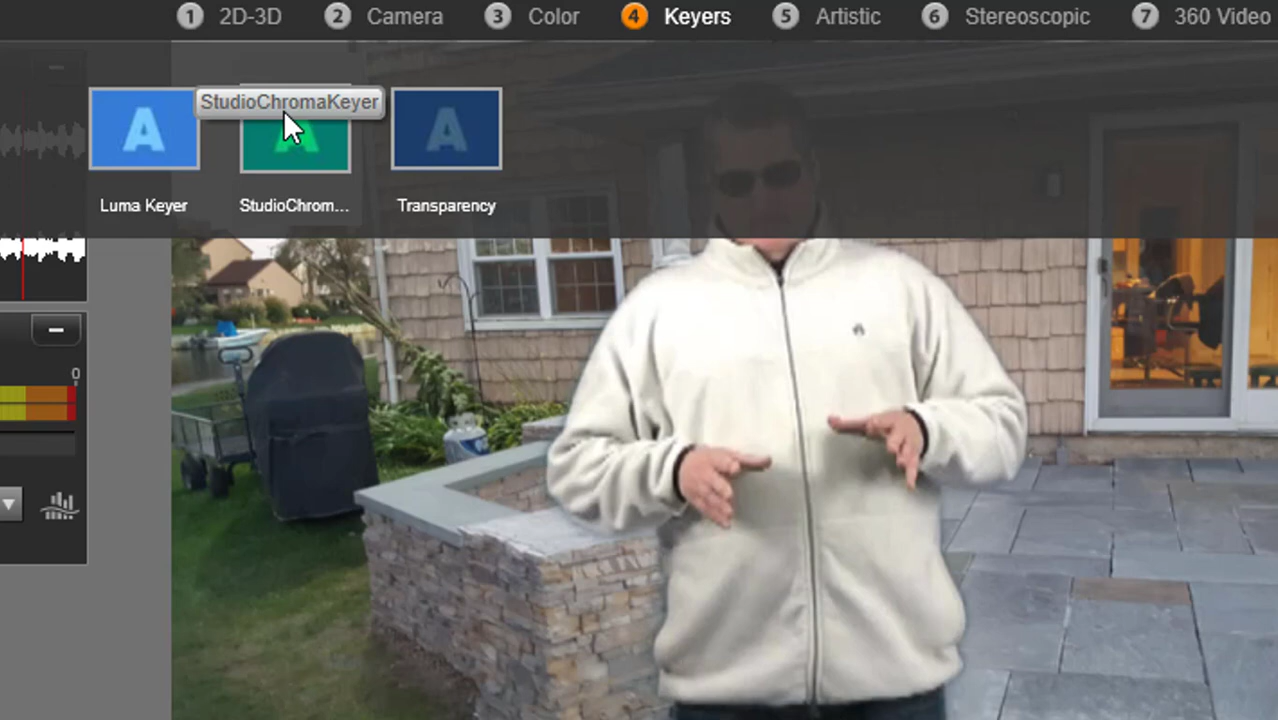 1 2D-3D 2 Camera 3 Color 4 Keyers 5 Artistic 6 Stereoscopic 7 360 Video
StudioChromaKeyer
A A A
Luma Keyer StudioChrom... Transparency
0